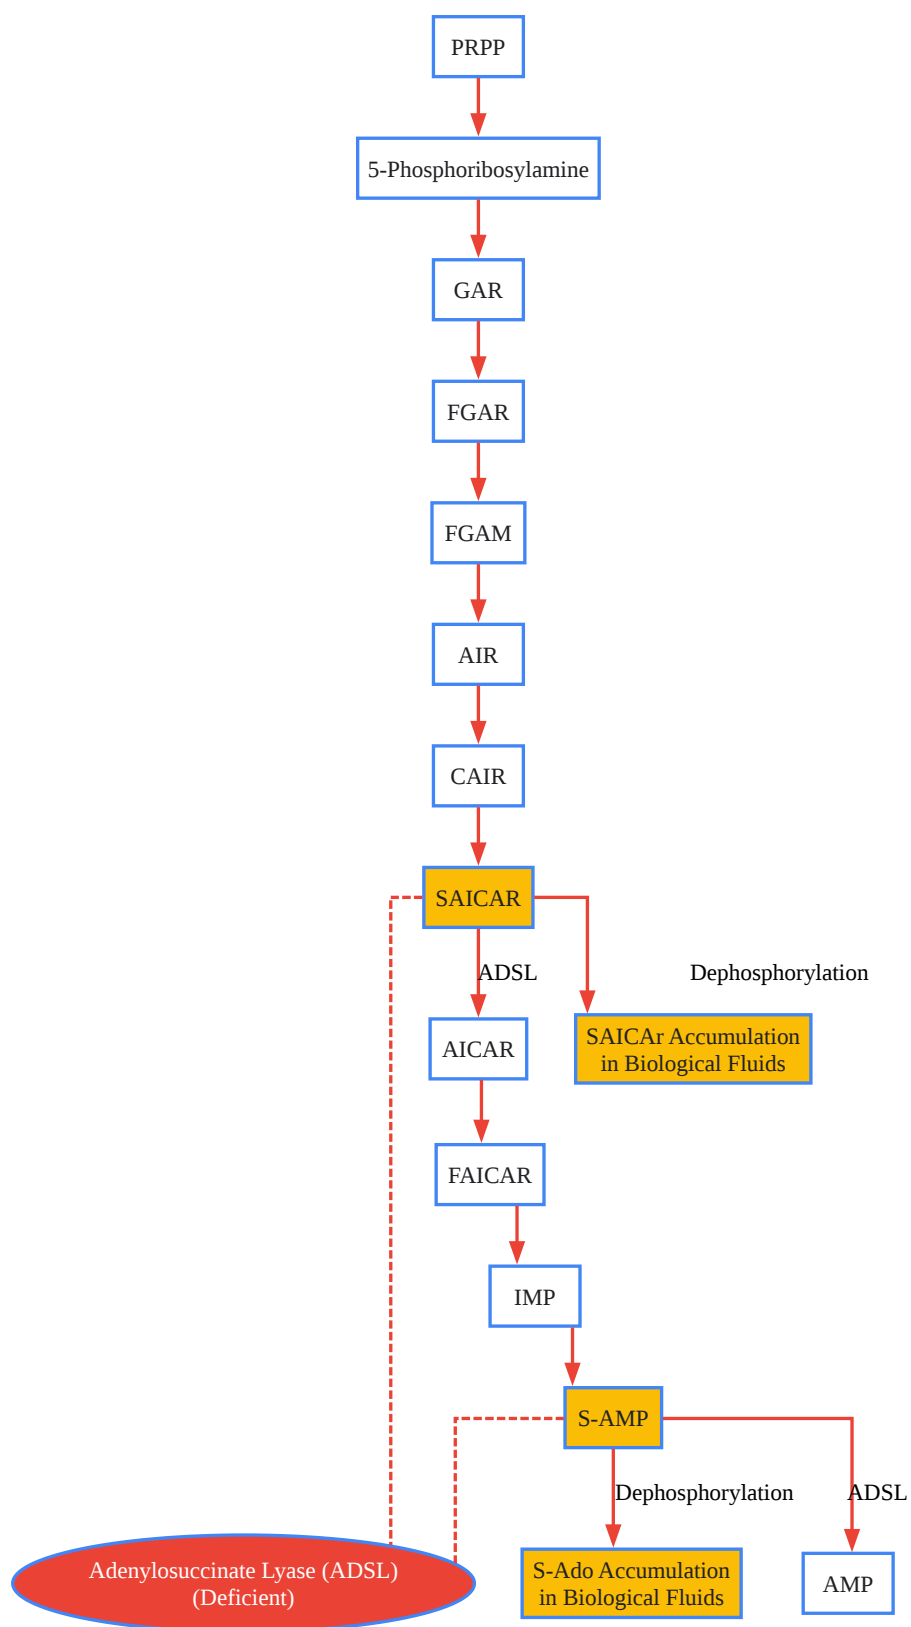 PRPP
5-Phosphoribosylamine
GAR
FGAR
FGAM
AIR
CAIR
SAICAR
ADSL
Dephosphorylation
AICAR
SAICAr Accumulation
in Biological Fluids
FAICAR
IMP
S-AMP
Dephosphorylation
ADSL
Adenylosuccinate Lyase (ADSL)
(Deficient)
S-Ado Accumulation
in Biological Fluids
AMP